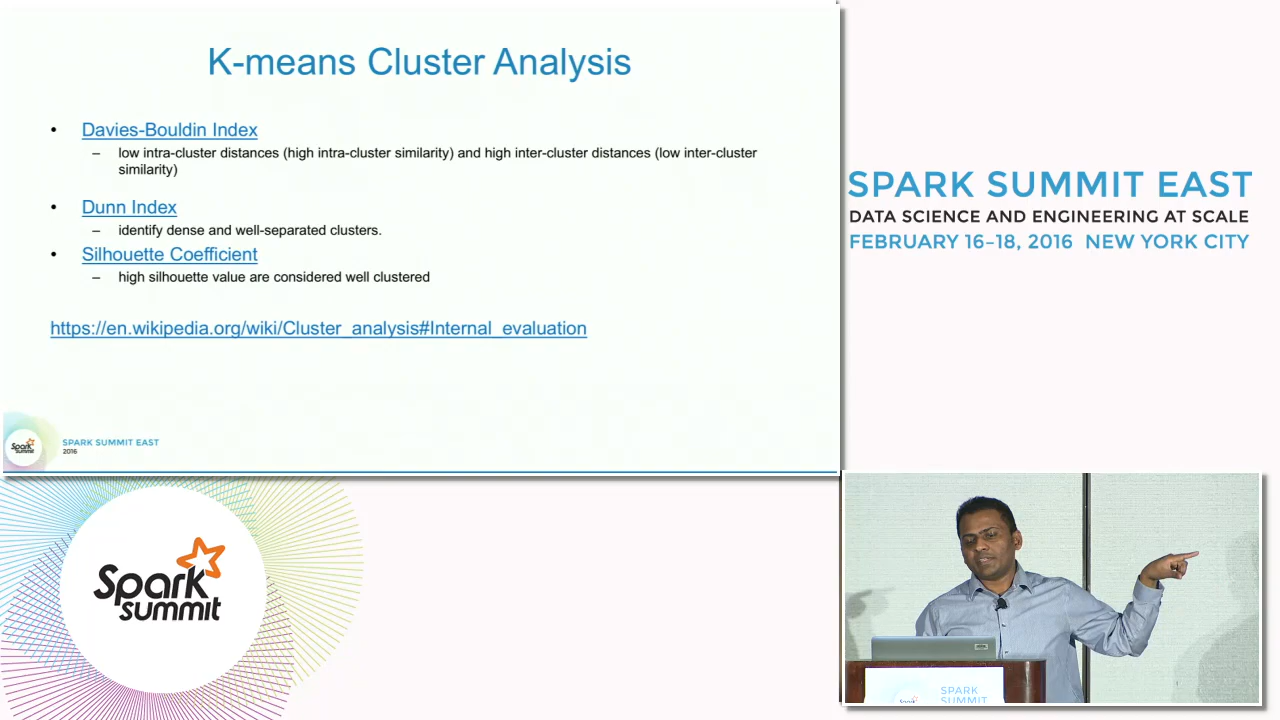 K-means Cluster Analysis
• Davies-Bouldin Index
– low intra-cluster distances (high intra-cluster similarity) and high inter-cluster distances (low inter-cluster
similarity)
• Dunn Index
– identify dense and well-separated clusters.
• Silhouette Coefficient
– high silhouette value are considered well clustered
https://en.wikipedia.org/wiki/Cluster_analysis#Internal_evaluation
Spark
summit
SPARK SUMMIT EAST
2016
SPARK SUMMIT EAST
DATA SCIENCE AND ENGINEERING AT SCALE
FEBRUARY 16–18, 2016 NEW YORK CITY
Spark
summit
SPARK
SUMMIT
Spark